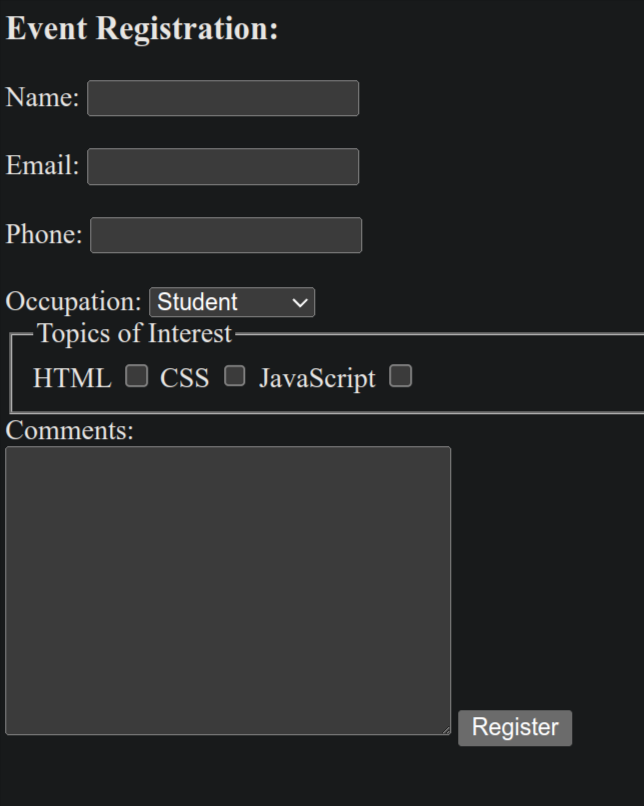 Event Registration:
Name:
Email:
Phone:
Occupation: Student
Topics of Interest
HTML CSS JavaScript
Comments:
Register